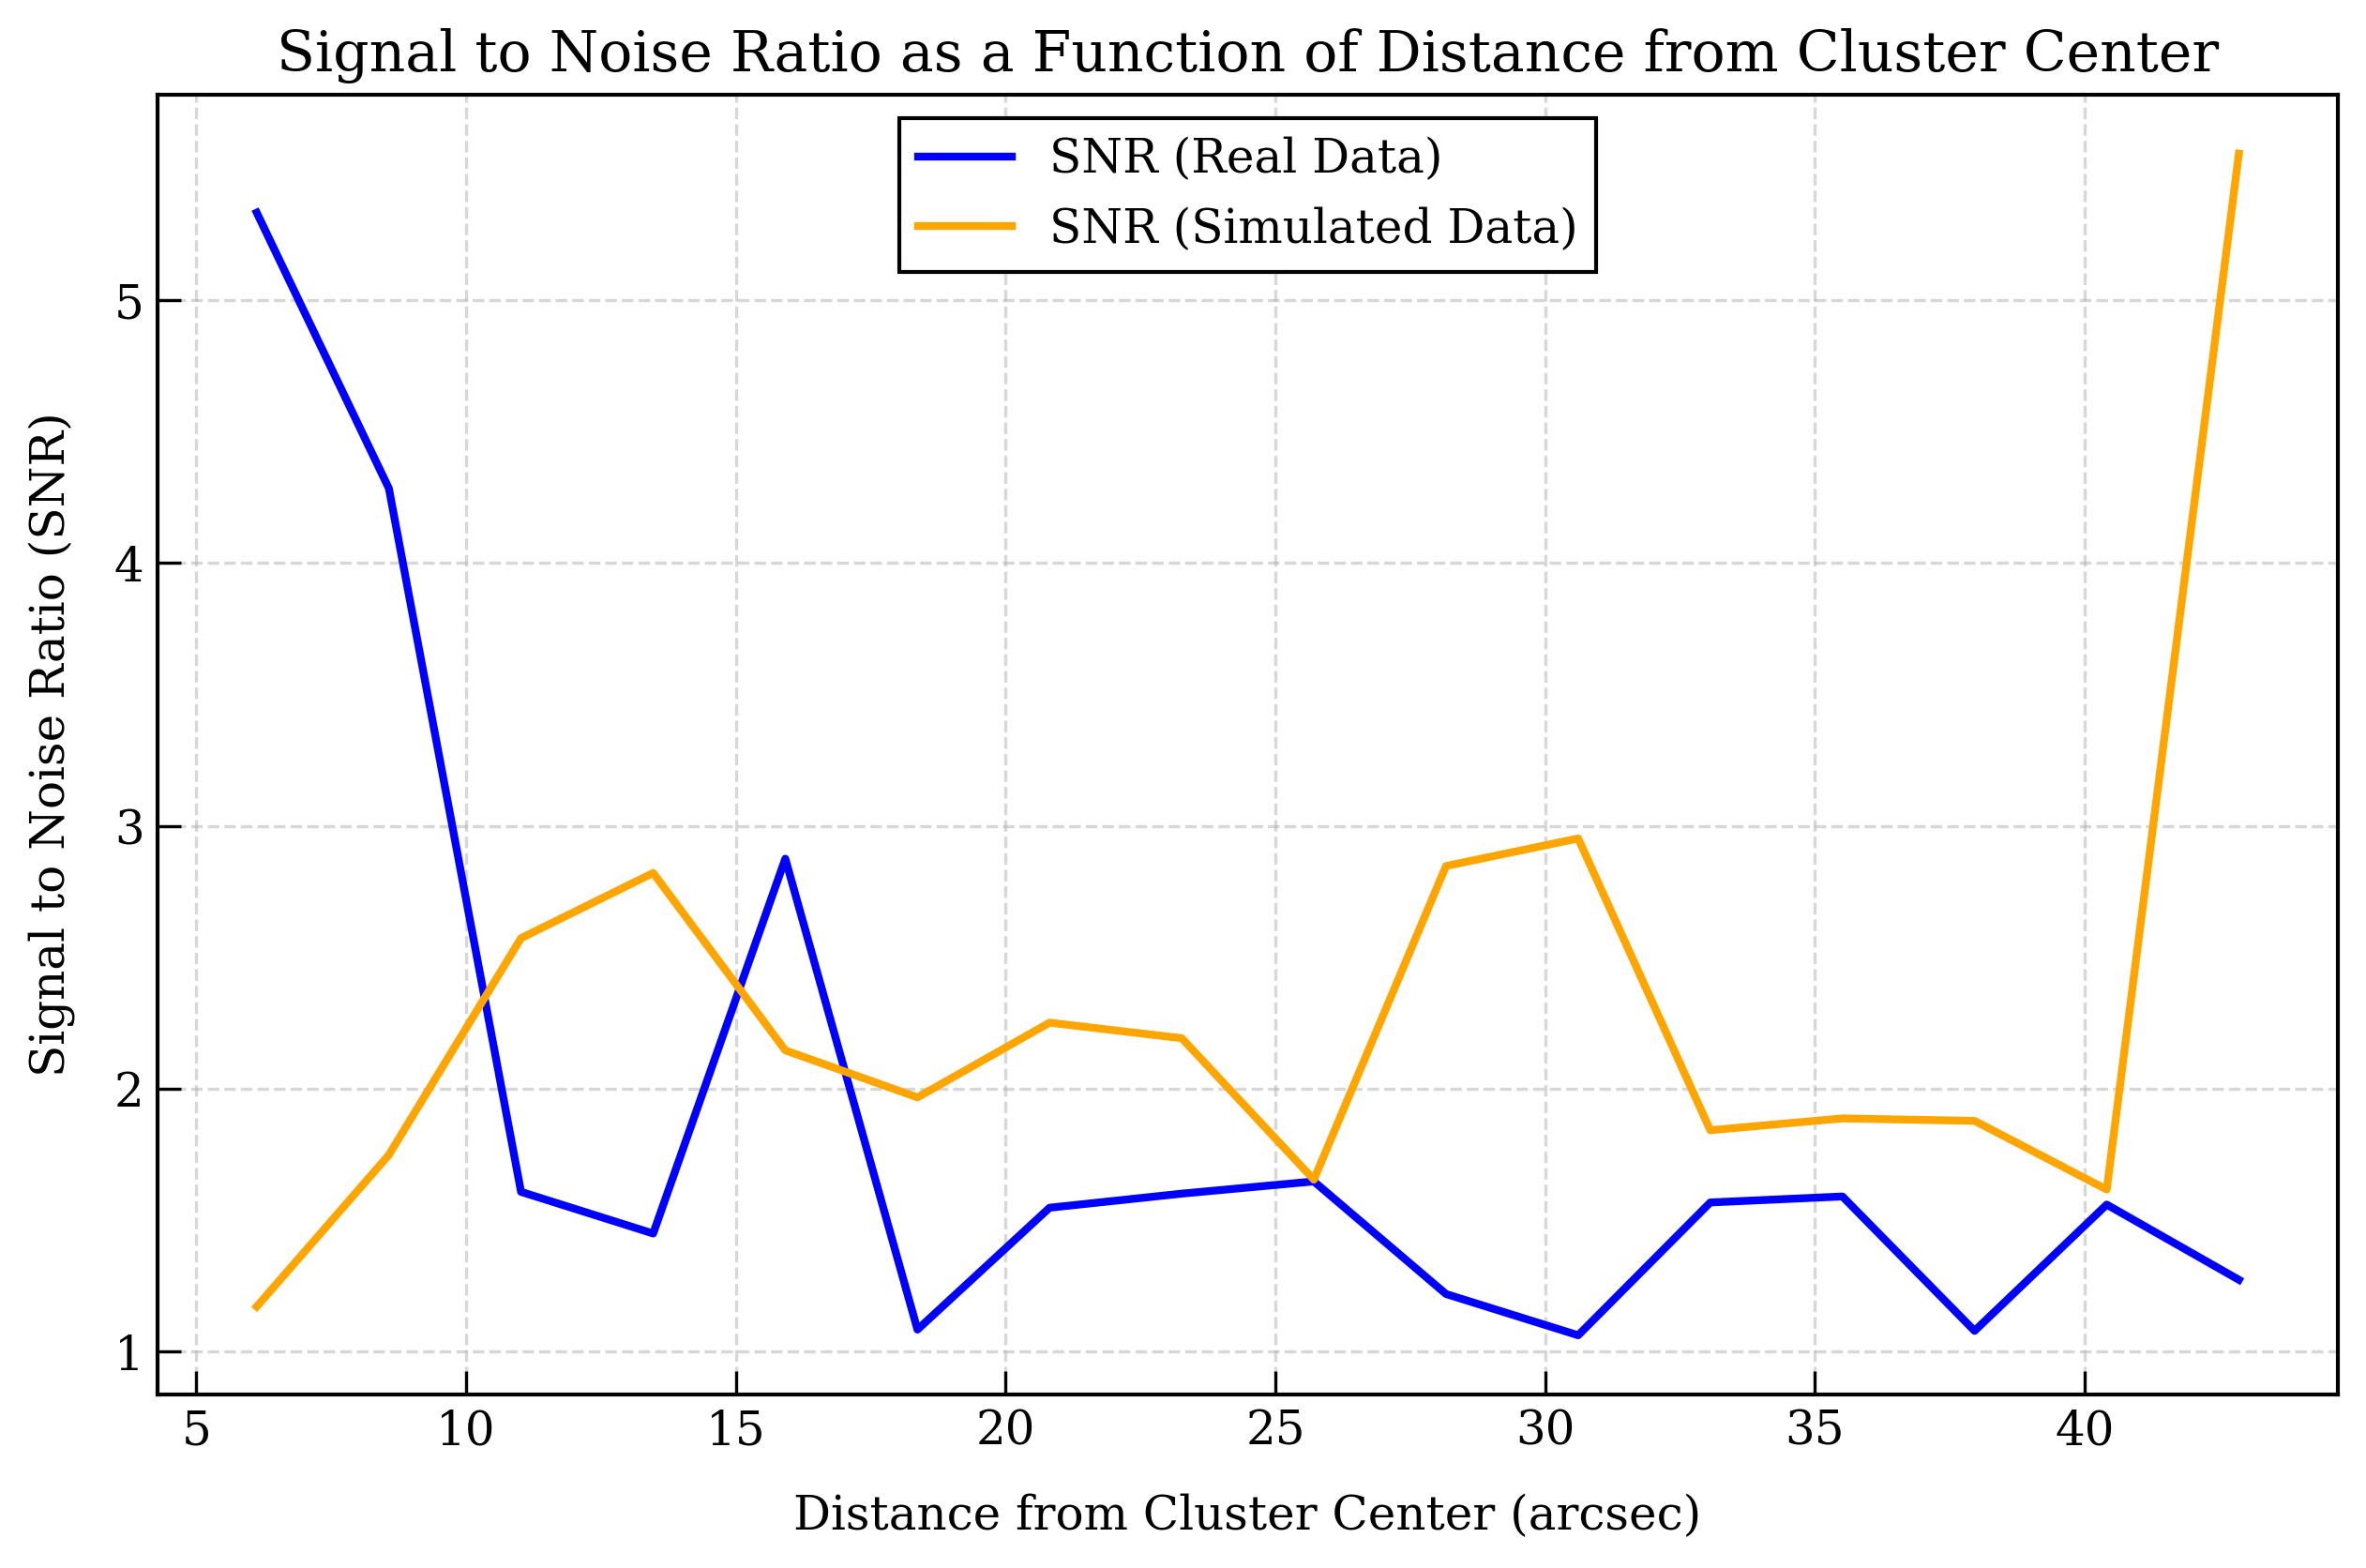 Signal to Noise Ratio as a Function of Distance from Cluster Center
SNR (Real Data)
SNR (Simulated Data)
Signal to Noise Ratio (SNR)
5
4
3
2
1
5 10 15 20 25 30 35 40
Distance from Cluster Center (arcsec)